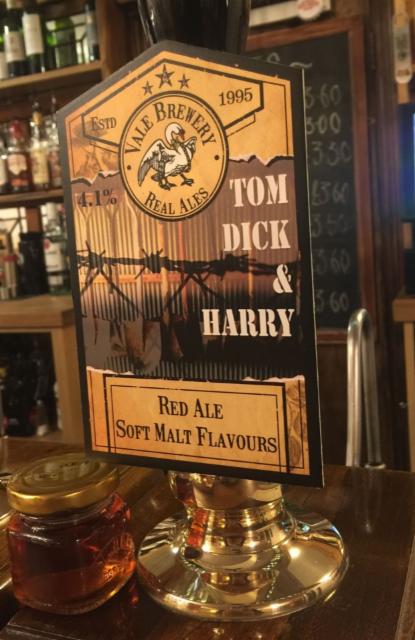 ESTD
1995
VALE BREWERY
REAL ALES
4.1%
TOM
DICK
&
HARRY
RED ALE
SOFT MALT FLAVOURS